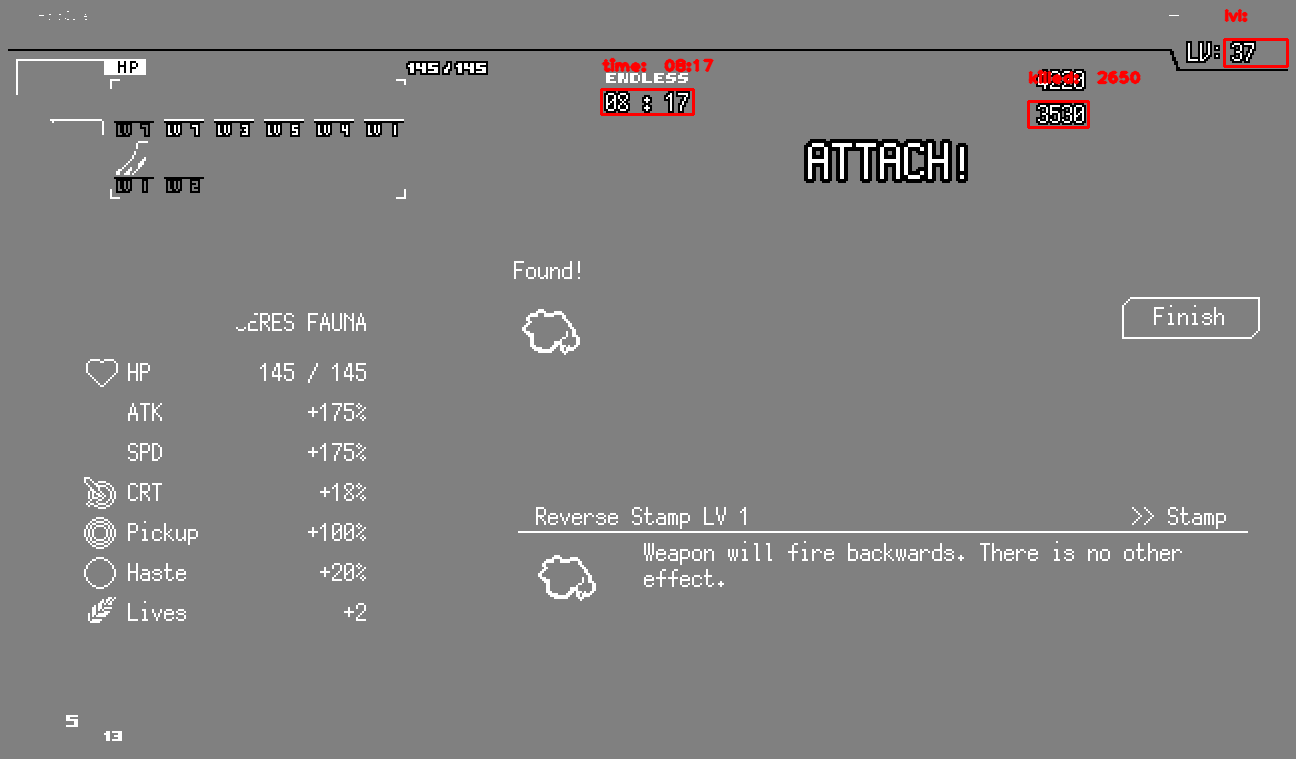 lvl:
LV: 37
HP
145/145
time: 08:17
ENDLESS
08 : 17
killed: 2650
4220
3530
LV 7 LV 7 LV 3 LV 5 LV 4 LV 1
LV 1 LV 2
ATTACH!
Found!
CERES FAUNA
Finish
HP 145 / 145
ATK +175%
SPD +175%
CRT +18%
Pickup +100%
Haste +20%
Lives +2
Reverse Stamp LV 1 >> Stamp
Weapon will fire backwards. There is no other
effect.
5
13